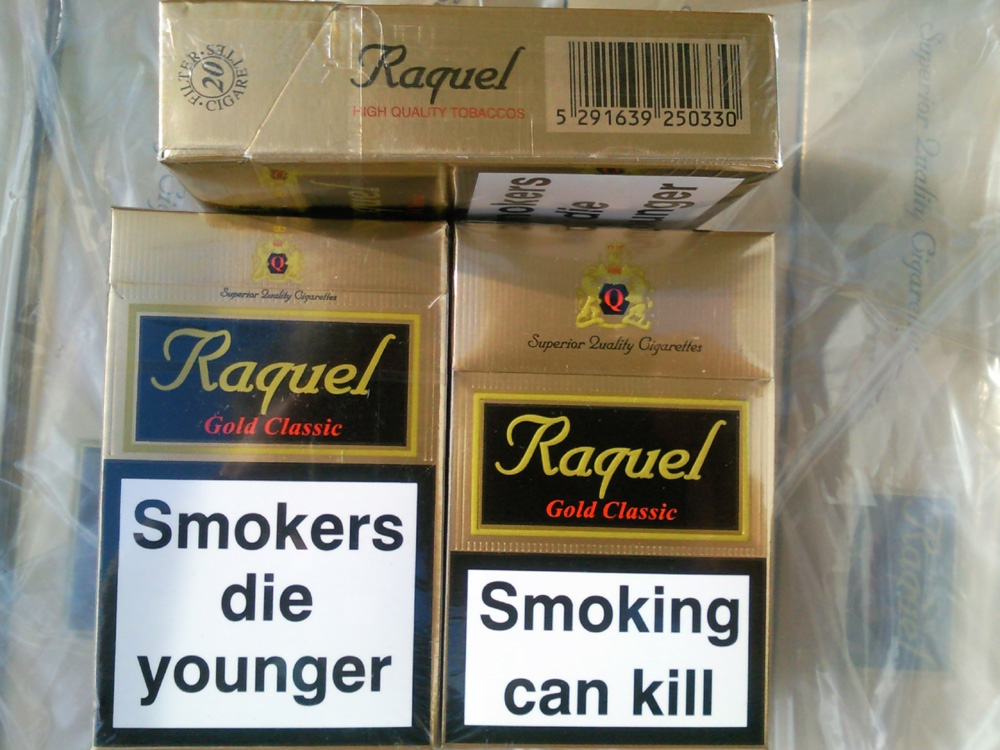 FILTER · CIGARETTES ·
20
Raquel
HIGH QUALITY TOBACCOS
5 291639 250330
Smokers
die
younger
Q
Superior Quality Cigarettes
Raquel
Gold Classic
Smokers
die
younger
Q
Superior Quality Cigarettes
Raquel
Gold Classic
Smoking
can kill
Superior Quality Cigarettes
Raquel